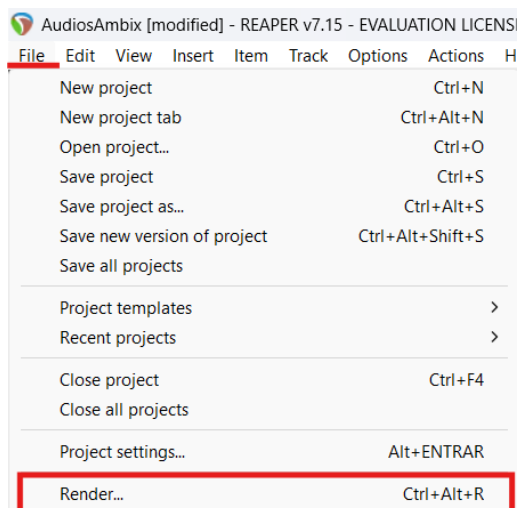 AudiosAmbix [modified] - REAPER v7.15 - EVALUATION LICENS
File Edit View Insert Item Track Options Actions H
New project Ctrl+N
New project tab Ctrl+Alt+N
Open project... Ctrl+O
Save project Ctrl+S
Save project as... Ctrl+Alt+S
Save new version of project Ctrl+Alt+Shift+S
Save all projects
Project templates
Recent projects
Close project Ctrl+F4
Close all projects
Project settings... Alt+ENTRAR
Render... Ctrl+Alt+R